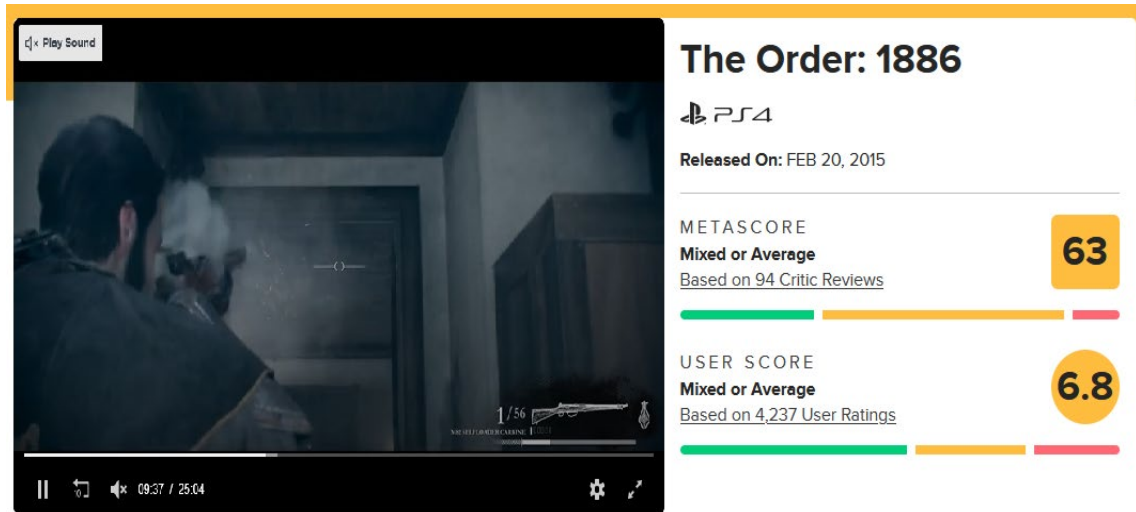 Play Sound
1/56
09:37 / 25:04
The Order: 1886
PS4
Released On: FEB 20, 2015
METASCORE
Mixed or Average
63
Based on 94 Critic Reviews
USER SCORE
Mixed or Average
6.8
Based on 4,237 User Ratings